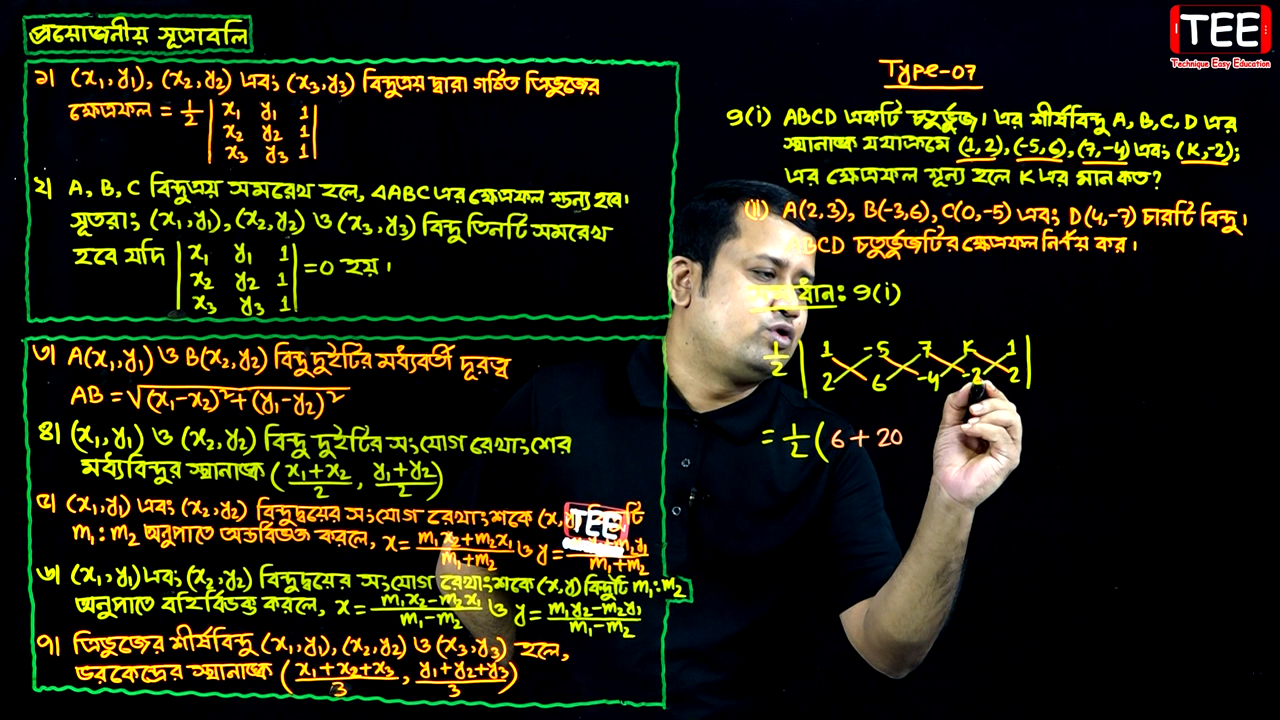 প্রয়োজনীয় সূত্রাবলি
১। (x₁, y₁), (x₂, y₂) এবং (x₃, y₃) বিন্দুত্রয় দ্বারা গঠিত ত্রিভুজের
ক্ষেত্রফল = 1/2 | x₁ y₁ 1 |
x₂ y₂ 1
x₃ y₃ 1
২। A, B, C বিন্দুত্রয় সমরেখ হলে, ΔABC এর ক্ষেত্রফল শূন্য হবে।
সুতরাং (x₁, y₁), (x₂, y₂) ও (x₃, y₃) বিন্দু তিনটি সমরেখ
হবে যদি | x₁ y₁ 1 | = 0 হয়।
x₂ y₂ 1
x₃ y₃ 1
৩। A(x₁, y₁) ও B(x₂, y₂) বিন্দু দুইটির মধ্যবর্তী দূরত্ব
AB = √(x₁-x₂)²+(y₁-y₂)²
৪। (x₁, y₁) ও (x₂, y₂) বিন্দু দুইটির সংযোগ রেখাংশের
মধ্যবিন্দুর স্থানাঙ্ক (x₁+x₂/2, y₁+y₂/2)
৫। (x₁, y₁) এবং (x₂, y₂) বিন্দুদ্বয়ের সংযোগ রেখাংশকে (x,
m₁:m₂ অনুপাতে অন্তর্বিভক্ত করলে, x = m₁x₂+m₂x₁/m₁+m₂ ও y =
৬। (x₁, y₁) এবং (x₂, y₂) বিন্দুদ্বয়ের সংযোগ রেখাংশকে (x, y) বিন্দুটি m₁:m₂
অনুপাতে বহির্বিভক্ত করলে, x = m₁x₂-m₂x₁/m₁-m₂ ও y = m₁y₂-m₂y₁/m₁-m₂
৭। ত্রিভুজের শীর্ষবিন্দু (x₁, y₁), (x₂, y₂) ও (x₃, y₃) হলে,
ভরকেন্দ্রের স্থানাঙ্ক (x₁+x₂+x₃/3, y₁+y₂+y₃/3)
TEE
TEE
Technique Easy Education
Type-07
9(i) ABCD একটি চতুর্ভুজ। এর শীর্ষবিন্দু A, B, C, D এর
স্থানাঙ্ক যথাক্রমে (1, 2), (-5, 6), (7, -4) এবং (K, -2);
এর ক্ষেত্রফল শূন্য হলে K এর মান কত?
(ii) A(2, 3), B(-3, 6), C(0, -5) এবং D(4, -7) চারটি বিন্দু।
ABCD চতুর্ভুজটির ক্ষেত্রফল নির্ণয় কর।
9(i)
1/2 | 1 -5 7 K 1 |
2 6 -4 -2 2
= 1/2 (6 + 20